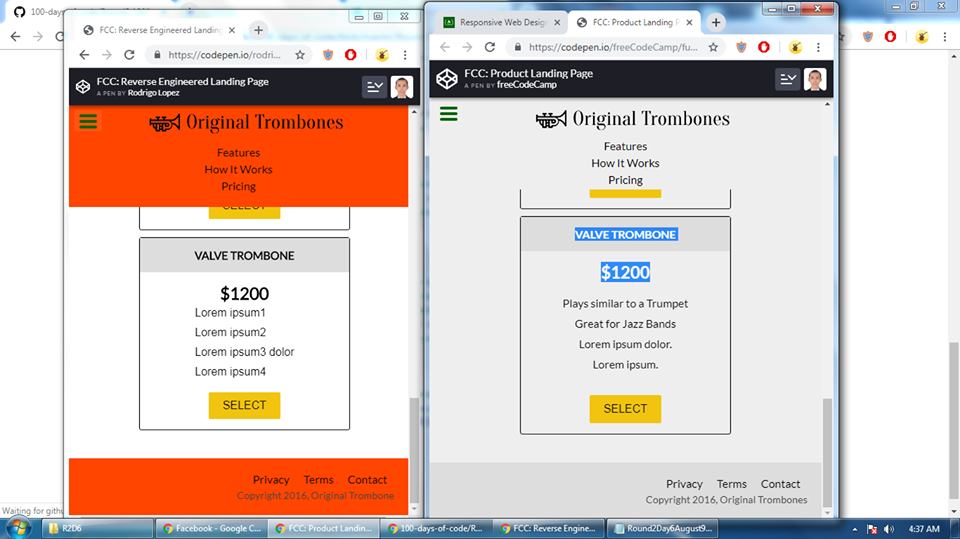 100-days-of-
FCC: Reverse Engineered Landing
https://codepen.io/rodri...
FCC: Reverse Engineered Landing Page
A PEN BY Rodrigo Lopez
Original Trombones
Features
How It Works
Pricing
SELECT
VALVE TROMBONE
$1200
Lorem ipsum1
Lorem ipsum2
Lorem ipsum3 dolor
Lorem ipsum4
SELECT
Privacy Terms Contact
Copyright 2016, Original Trombone
Responsive Web Design
FCC: Product Landing P
https://codepen.io/freeCodeCamp/fu...
FCC: Product Landing Page
A PEN BY freeCodeCamp
Original Trombones
Features
How It Works
Pricing
VALVE TROMBONE
$1200
Plays similar to a Trumpet
Great for Jazz Bands
Lorem ipsum dolor.
Lorem ipsum.
SELECT
Privacy Terms Contact
Copyright 2016, Original Trombones
Waiting for githu
R2D6
Facebook - Google C...
FCC: Product Landin...
100-days-of-code/R...
FCC: Reverse Engine...
Round2Day6August9...
4:37 AM